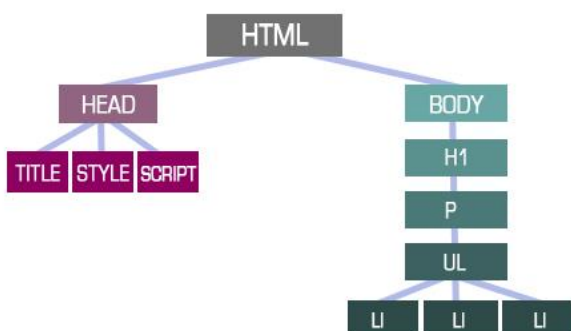 HTML
HEAD BODY
TITLE STYLE SCRIPT H1
P
UL
LI LI LI